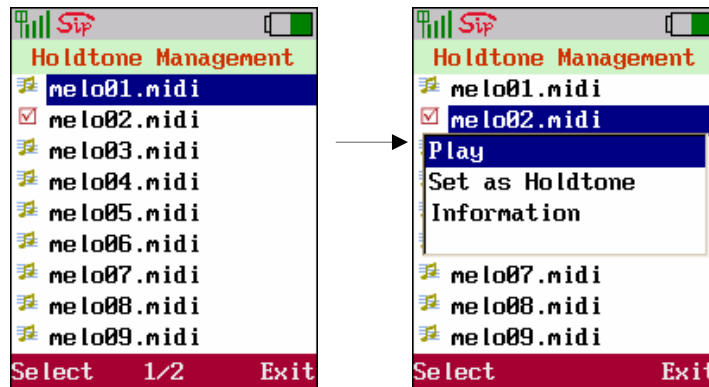 Sip
Holdtone Management
melo01.midi
melo02.midi
melo03.midi
melo04.midi
melo05.midi
melo06.midi
melo07.midi
melo08.midi
melo09.midi
Select 1/2 Exit
Sip
Holdtone Management
melo01.midi
melo02.midi
Play
Set as Holdtone
Information
melo07.midi
melo08.midi
melo09.midi
Select Exit